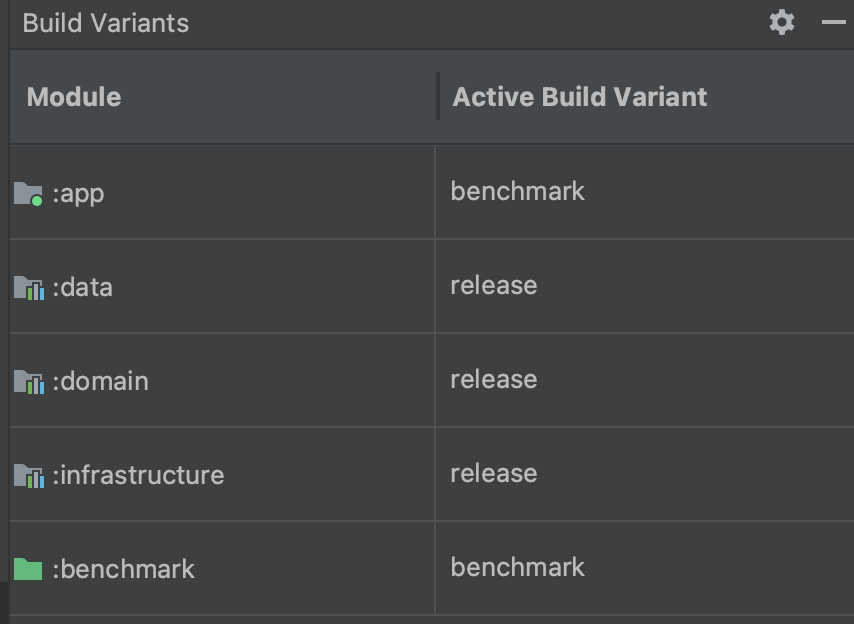 Build Variants
Module Active Build Variant
:app benchmark
:data release
:domain release
:infrastructure release
:benchmark benchmark